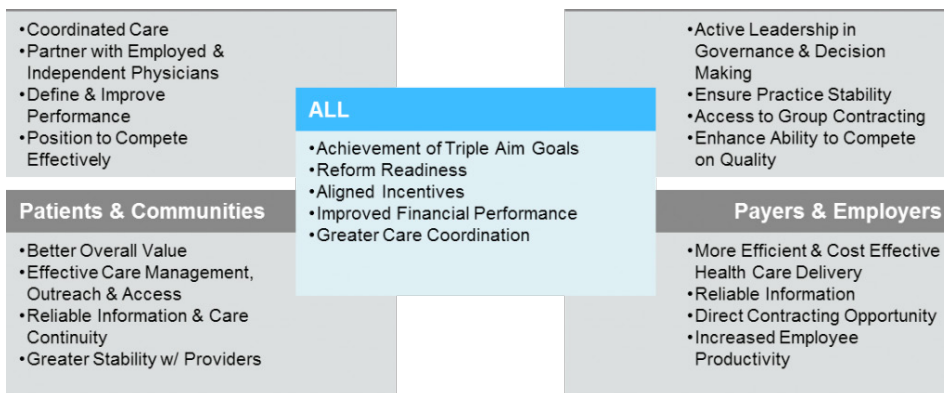 •Coordinated Care
•Partner with Employed &
Independent Physicians
•Define & Improve
Performance
•Position to Compete
Effectively
•Active Leadership in
Governance & Decision
Making
•Ensure Practice Stability
•Access to Group Contracting
•Enhance Ability to Compete
on Quality
ALL
•Achievement of Triple Aim Goals
•Reform Readiness
•Aligned Incentives
•Improved Financial Performance
•Greater Care Coordination
Patients & Communities
•Better Overall Value
•Effective Care Management,
Outreach & Access
•Reliable Information & Care
Continuity
•Greater Stability w/ Providers
Payers & Employers
•More Efficient & Cost Effective
Health Care Delivery
•Reliable Information
•Direct Contracting Opportunity
•Increased Employee
Productivity